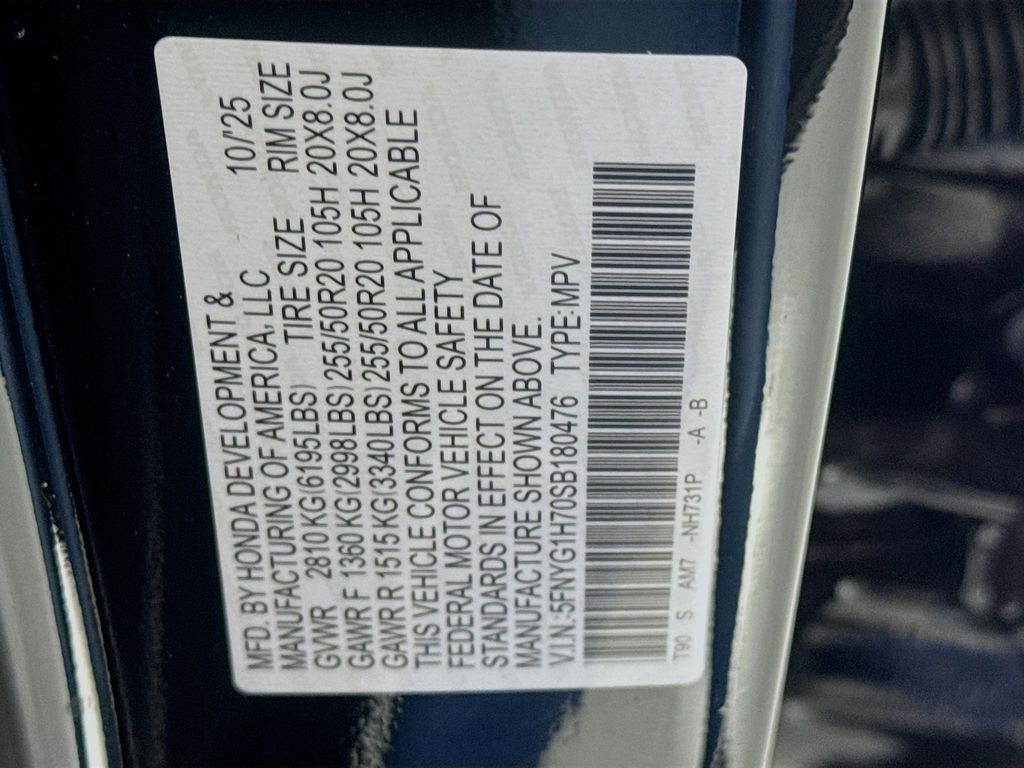 MFD. BY HONDA DEVELOPMENT &
MANUFACTURING OF AMERICA, LLC 10/'25
GVWR 2810 KG(6195LBS) TIRE SIZE RIM SIZE
GAWR F 1360 KG(2998LBS) 255/50R20 105H 20X8.0J
GAWR R 1515 KG(3340LBS) 255/50R20 105H 20X8.0J
THIS VEHICLE CONFORMS TO ALL APPLICABLE
FEDERAL MOTOR VEHICLE SAFETY
STANDARDS IN EFFECT ON THE DATE OF
MANUFACTURE SHOWN ABOVE.
V.I.N.:5FNYG1H70SB180476 TYPE:MPV
T90 S AM7 -NH731P -A -B